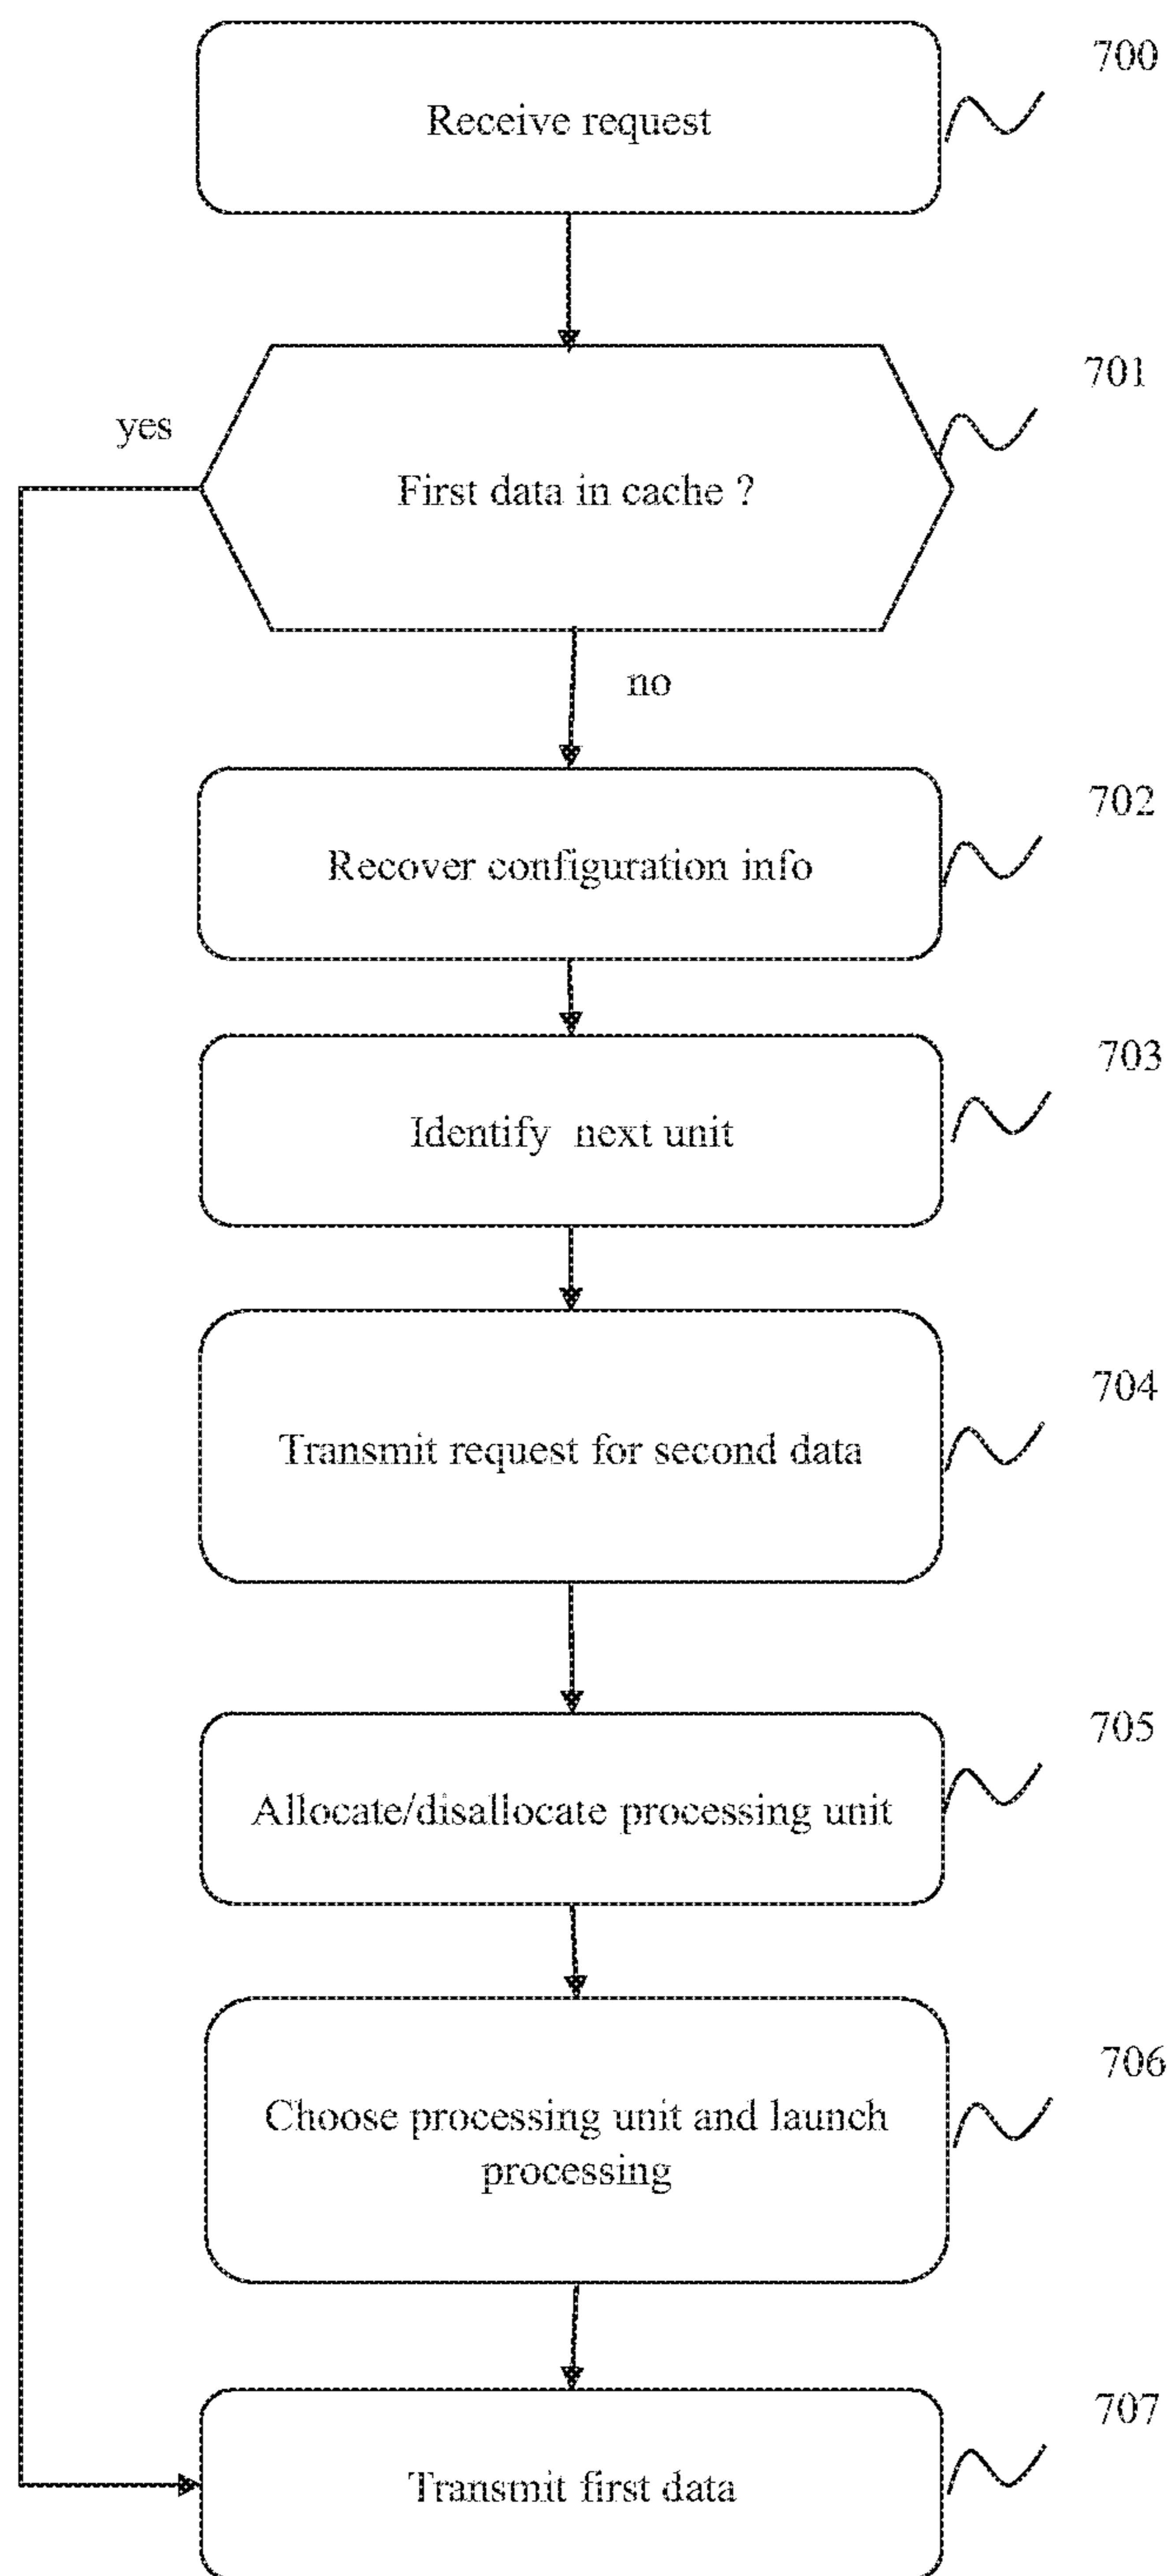 700
Receive request
701
yes
First data in cache ?
no
702
Recover configuration info
703
Identify next unit
704
Transmit request for second data
705
Allocate/disallocate processing unit
706
Choose processing unit and launch
processing
707
Transmit first data